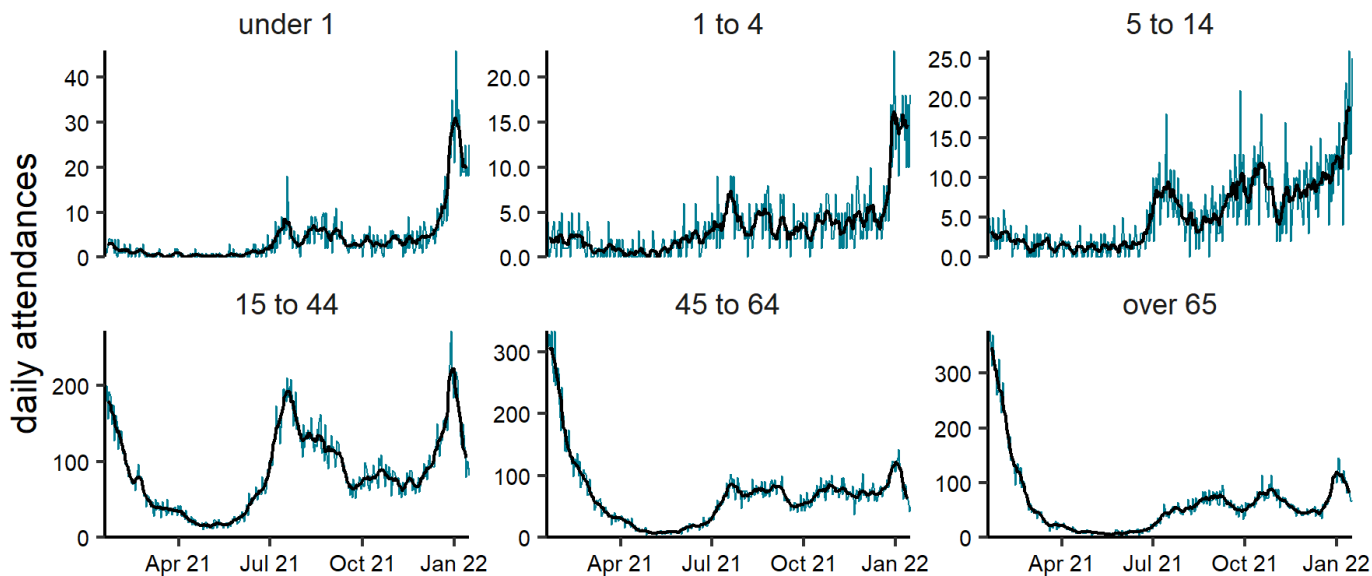 under 1 1 to 4 5 to 14
40 20.0 25.0
30 15.0 20.0
20 10.0 15.0
10 5.0 10.0
0 0.0 5.0
0.0
daily attendances
15 to 44 45 to 64 over 65
200 300 300
100 200 200
0 100 100
0 0
Apr 21 Jul 21 Oct 21 Jan 22 Apr 21 Jul 21 Oct 21 Jan 22 Apr 21 Jul 21 Oct 21 Jan 22